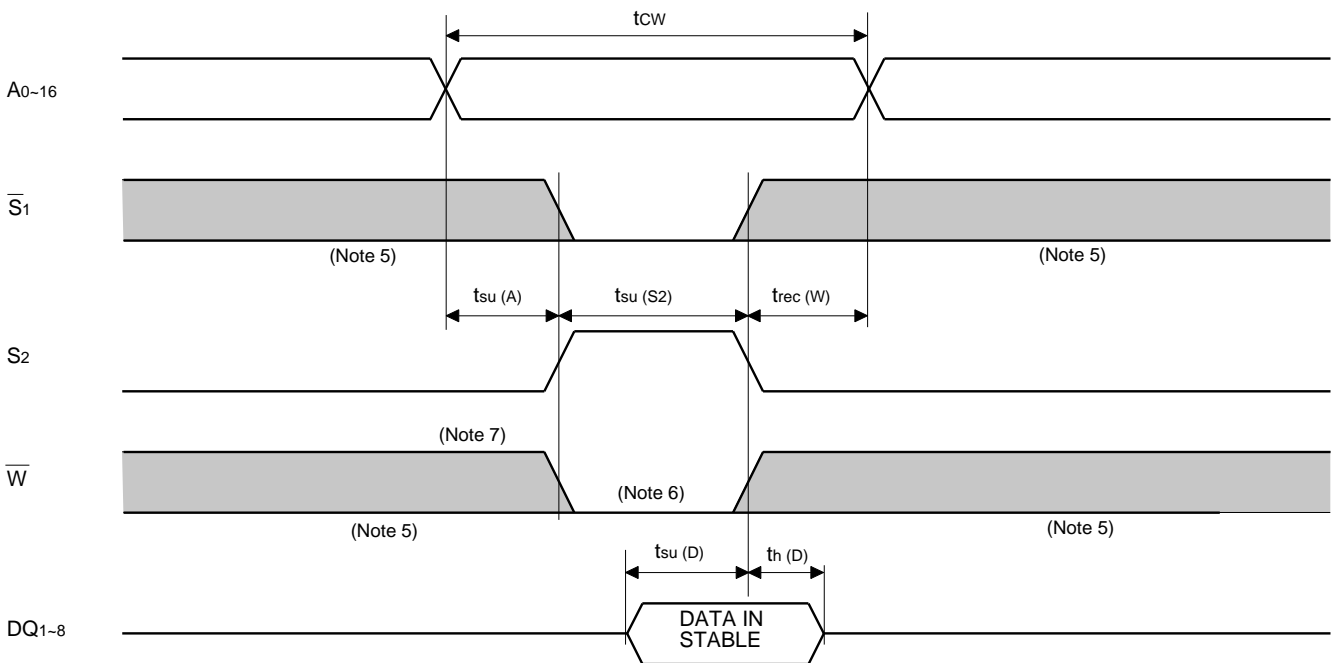 tCW
A0~16
S1
(Note 5)
(Note 5)
tsu (A)
tsu (S2)
trec (W)
S2
(Note 7)
W
(Note 6)
(Note 5)
(Note 5)
tsu (D)
th (D)
DQ1~8
DATA IN
STABLE